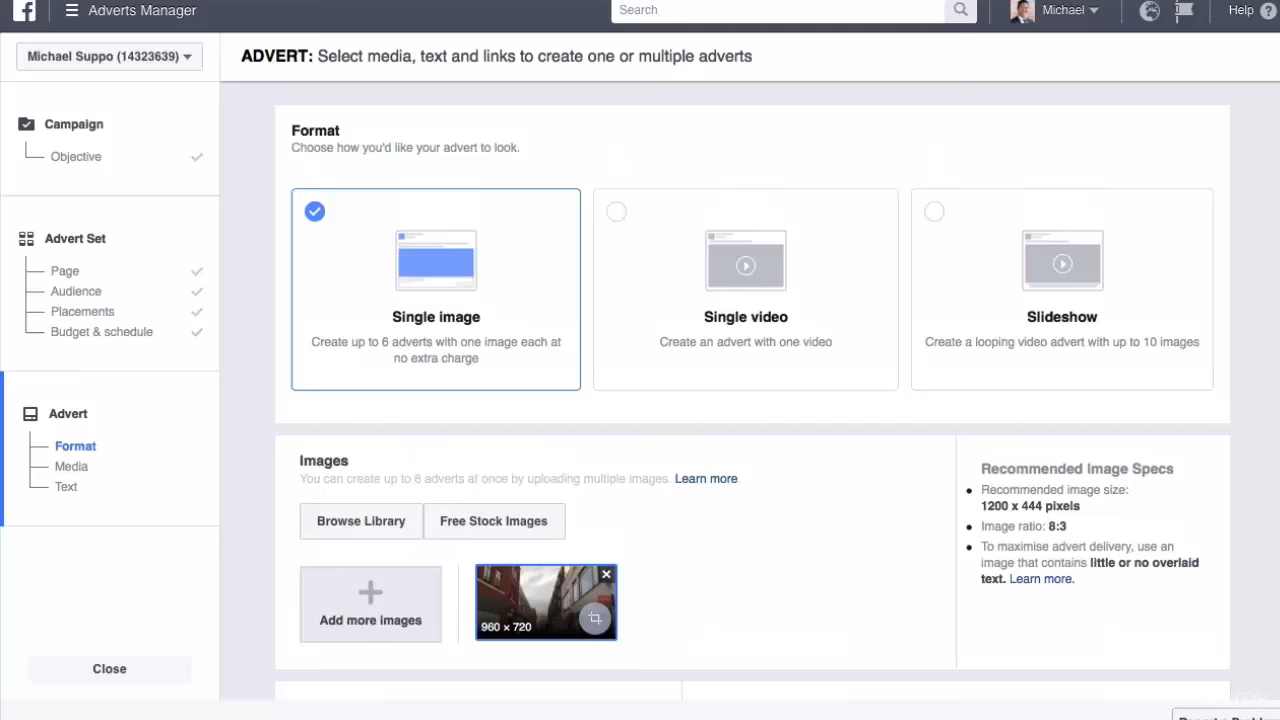 Adverts Manager
Search
Michael
Help
Michael Suppo (14323639)
ADVERT: Select media, text and links to create one or multiple adverts
Campaign
Objective
Advert Set
Page
Audience
Placements
Budget & schedule
Advert
Format
Media
Text
Close
Format
Choose how you'd like your advert to look.
Single image
Create up to 6 adverts with one image each at
no extra charge
Single video
Create an advert with one video
Slideshow
Create a looping video advert with up to 10 images
Images
You can create up to 6 adverts at once by uploading multiple images. Learn more
Browse Library
Free Stock Images
Add more images
960 × 720
Recommended Image Specs
Recommended image size:
1200 x 444 pixels
Image ratio: 8:3
To maximise advert delivery, use an
image that contains little or no overlaid
text. Learn more.